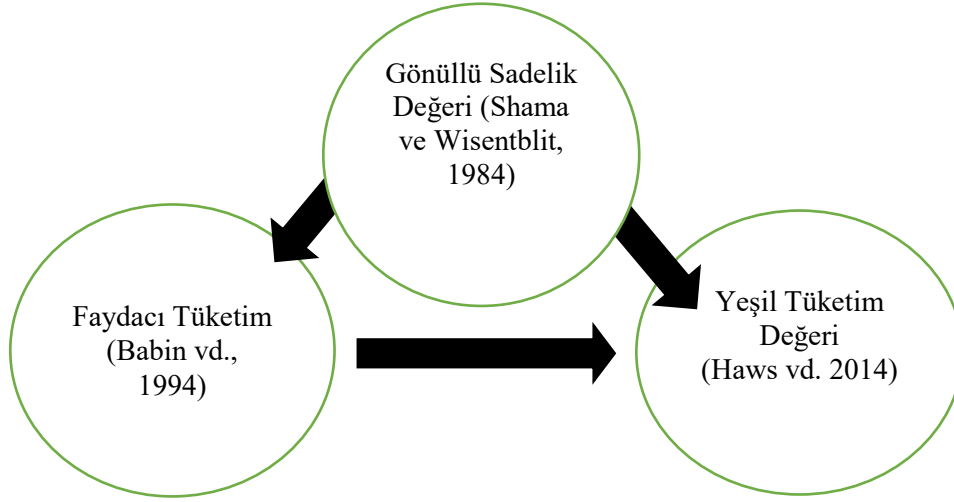 Gönüllü Sadelik
Değeri (Shama
ve Wisentblit,
1984)
Faydacı Tüketim
(Babin vd.,
1994)
Yeşil Tüketim
Değeri
(Haws vd. 2014)